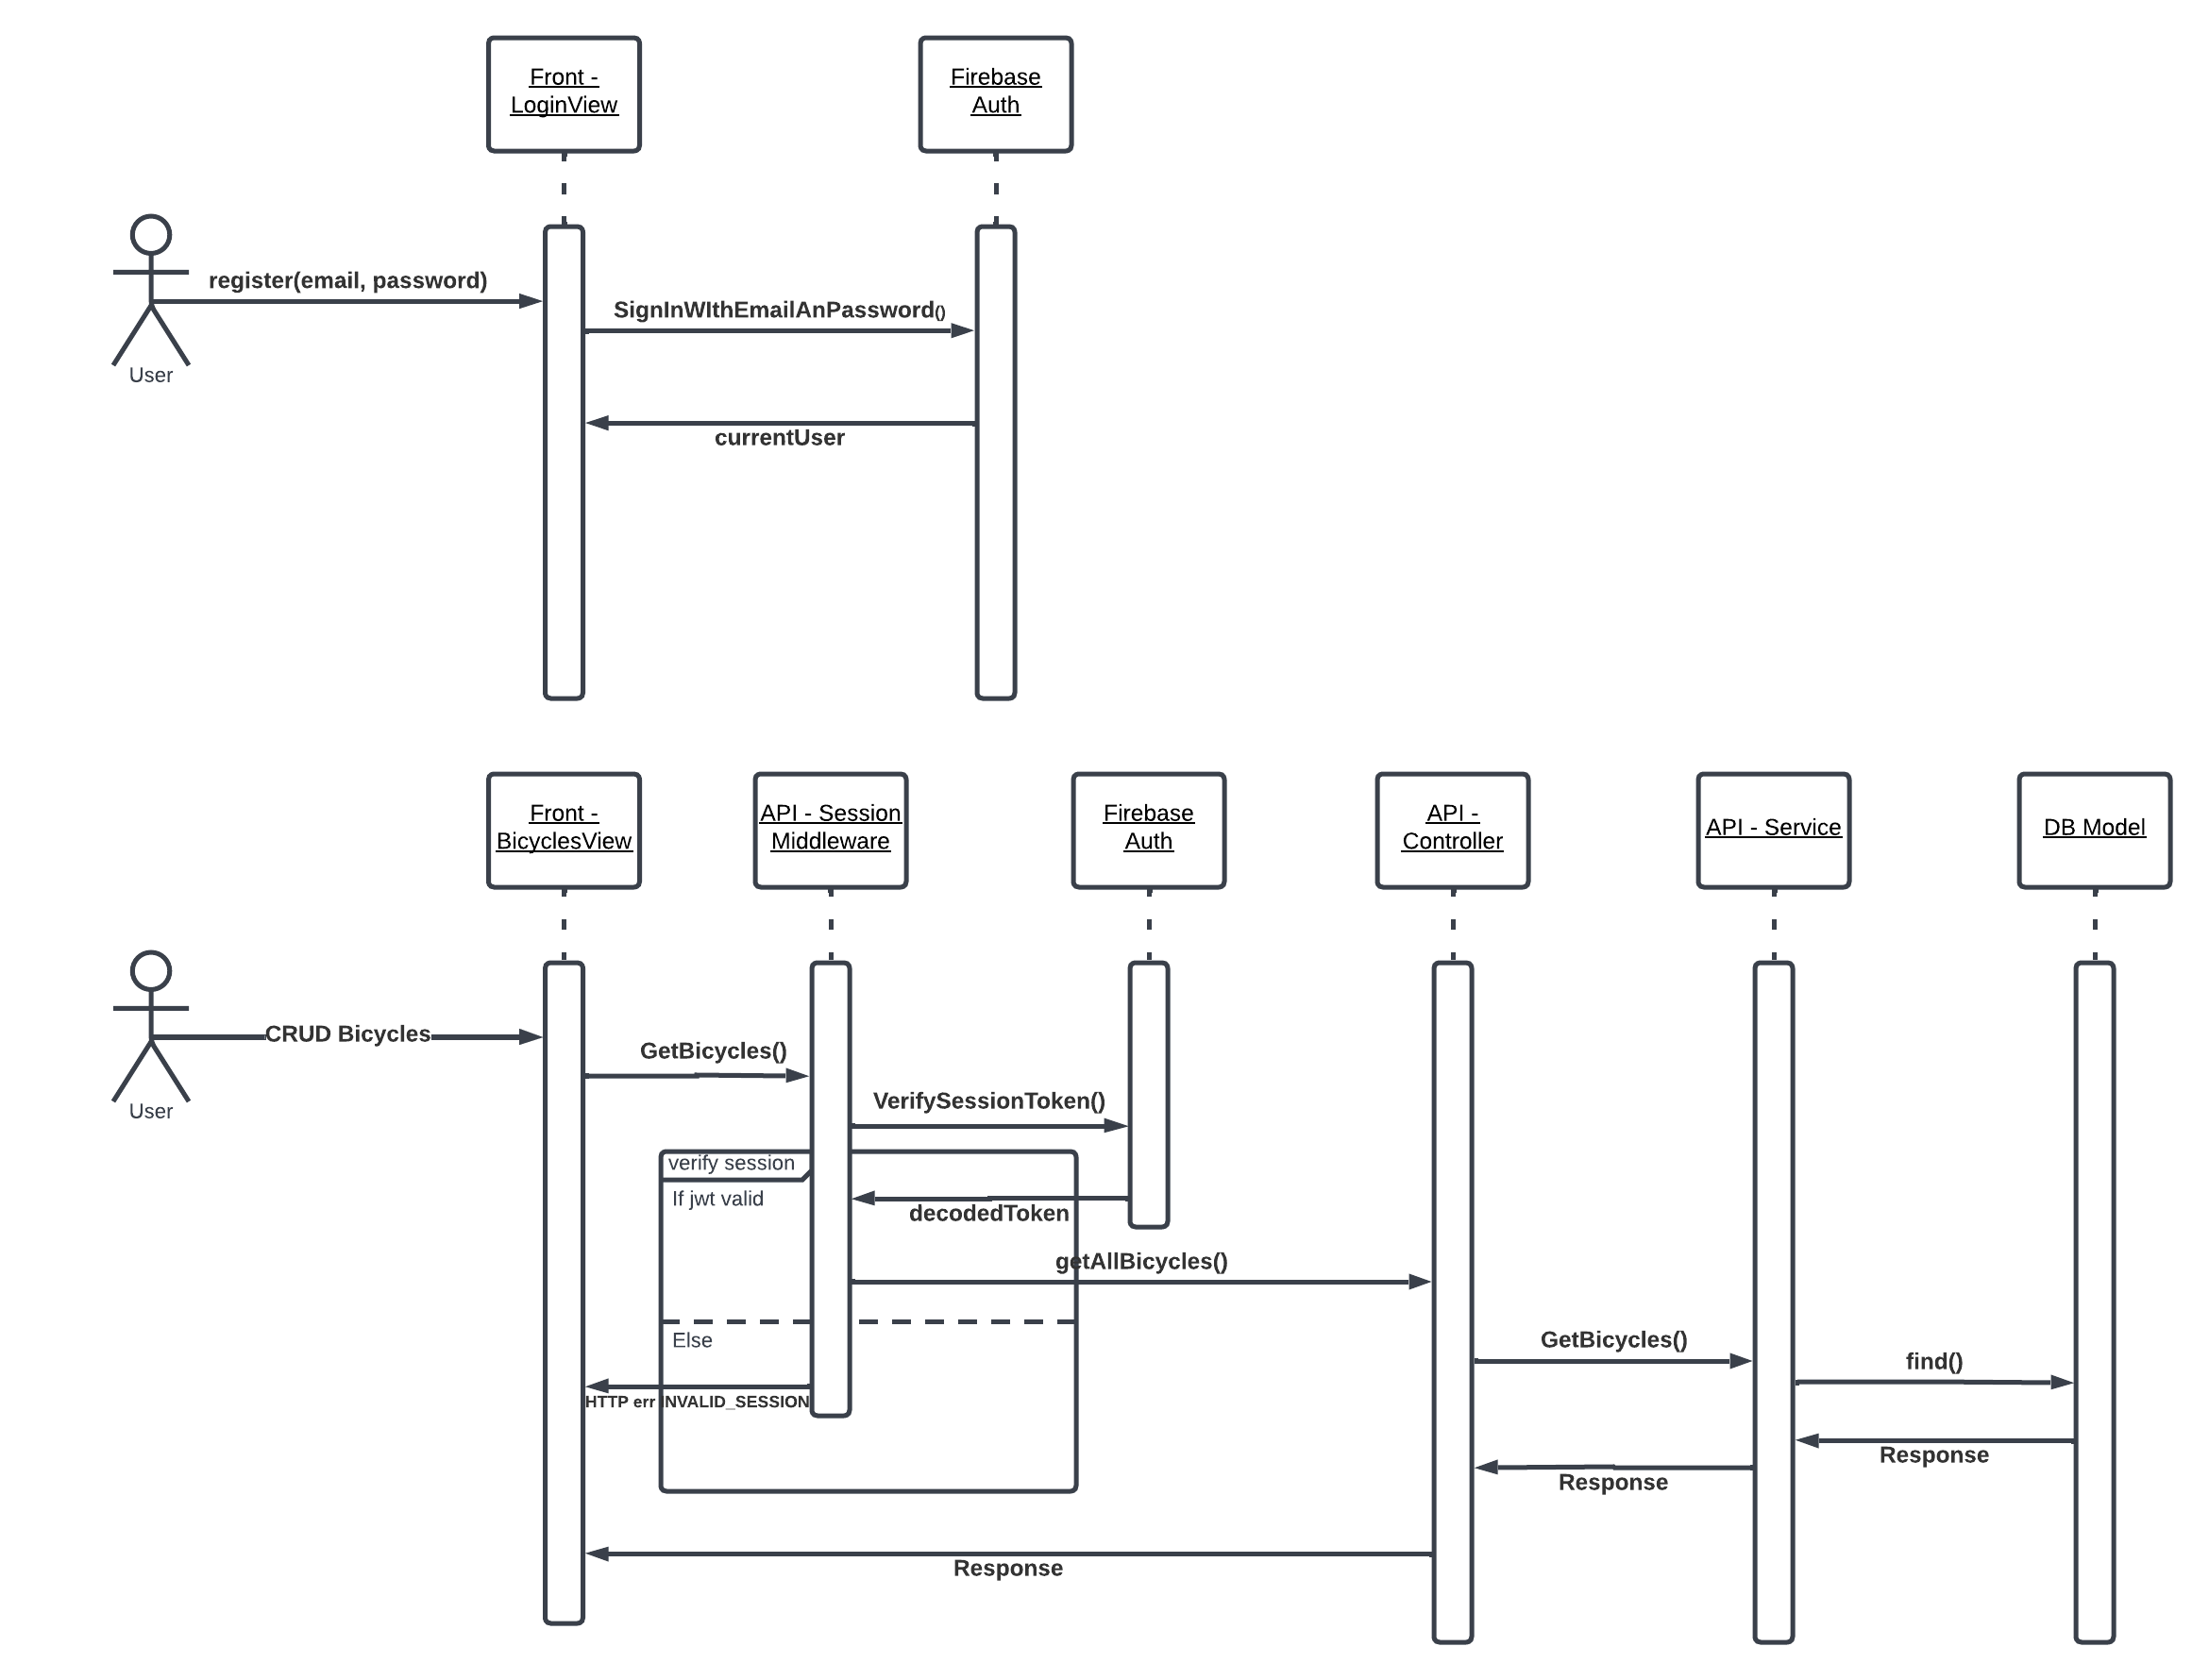 Front -
LoginView
Firebase
Auth
register(email, password)
SignInWIthEmailAnPassword()
User
currentUser
Front -
BicyclesView
API - Session
Middleware
Firebase
Auth
API -
Controller
API - Service
DB Model
CRUD Bicycles
GetBicycles()
User
VerifySessionToken()
verify session
If jwt valid
decodedToken
getAllBicycles()
Else
GetBicycles()
find()
HTTP err INVALID_SESSION
Response
Response
Response